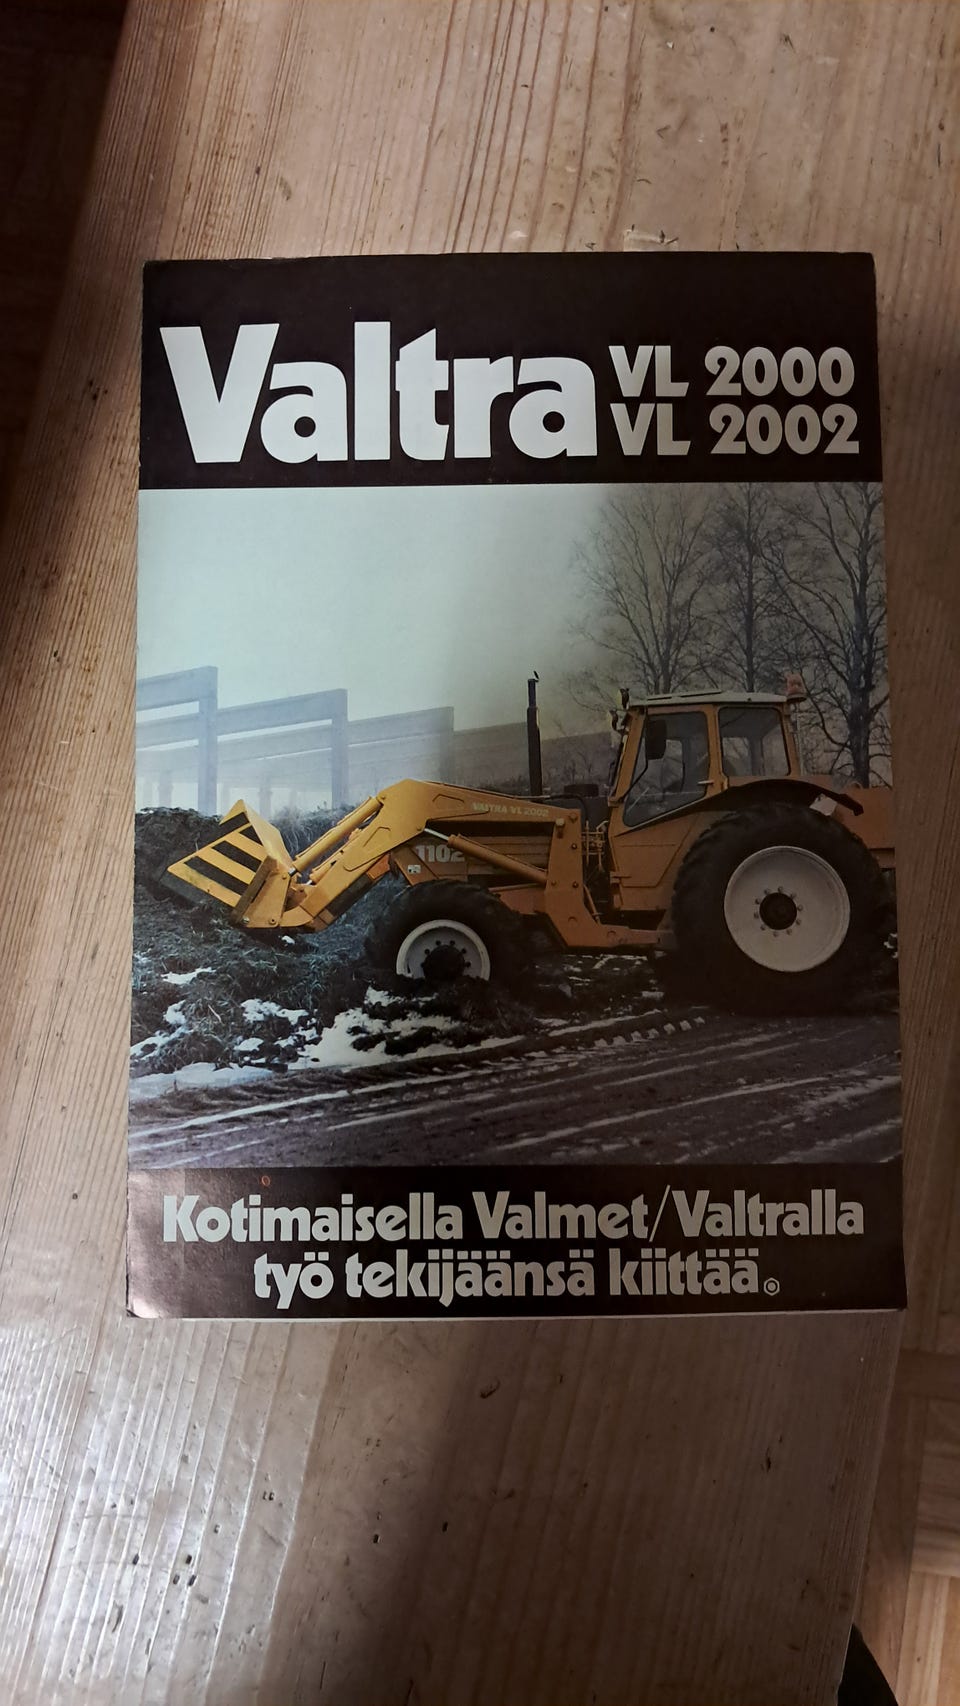 Valtra VL 2000
VL 2002
VALTRA VL 2002
1102
Kotimaisella Valmet/Valtralla
työ tekijäänsä kiittää.